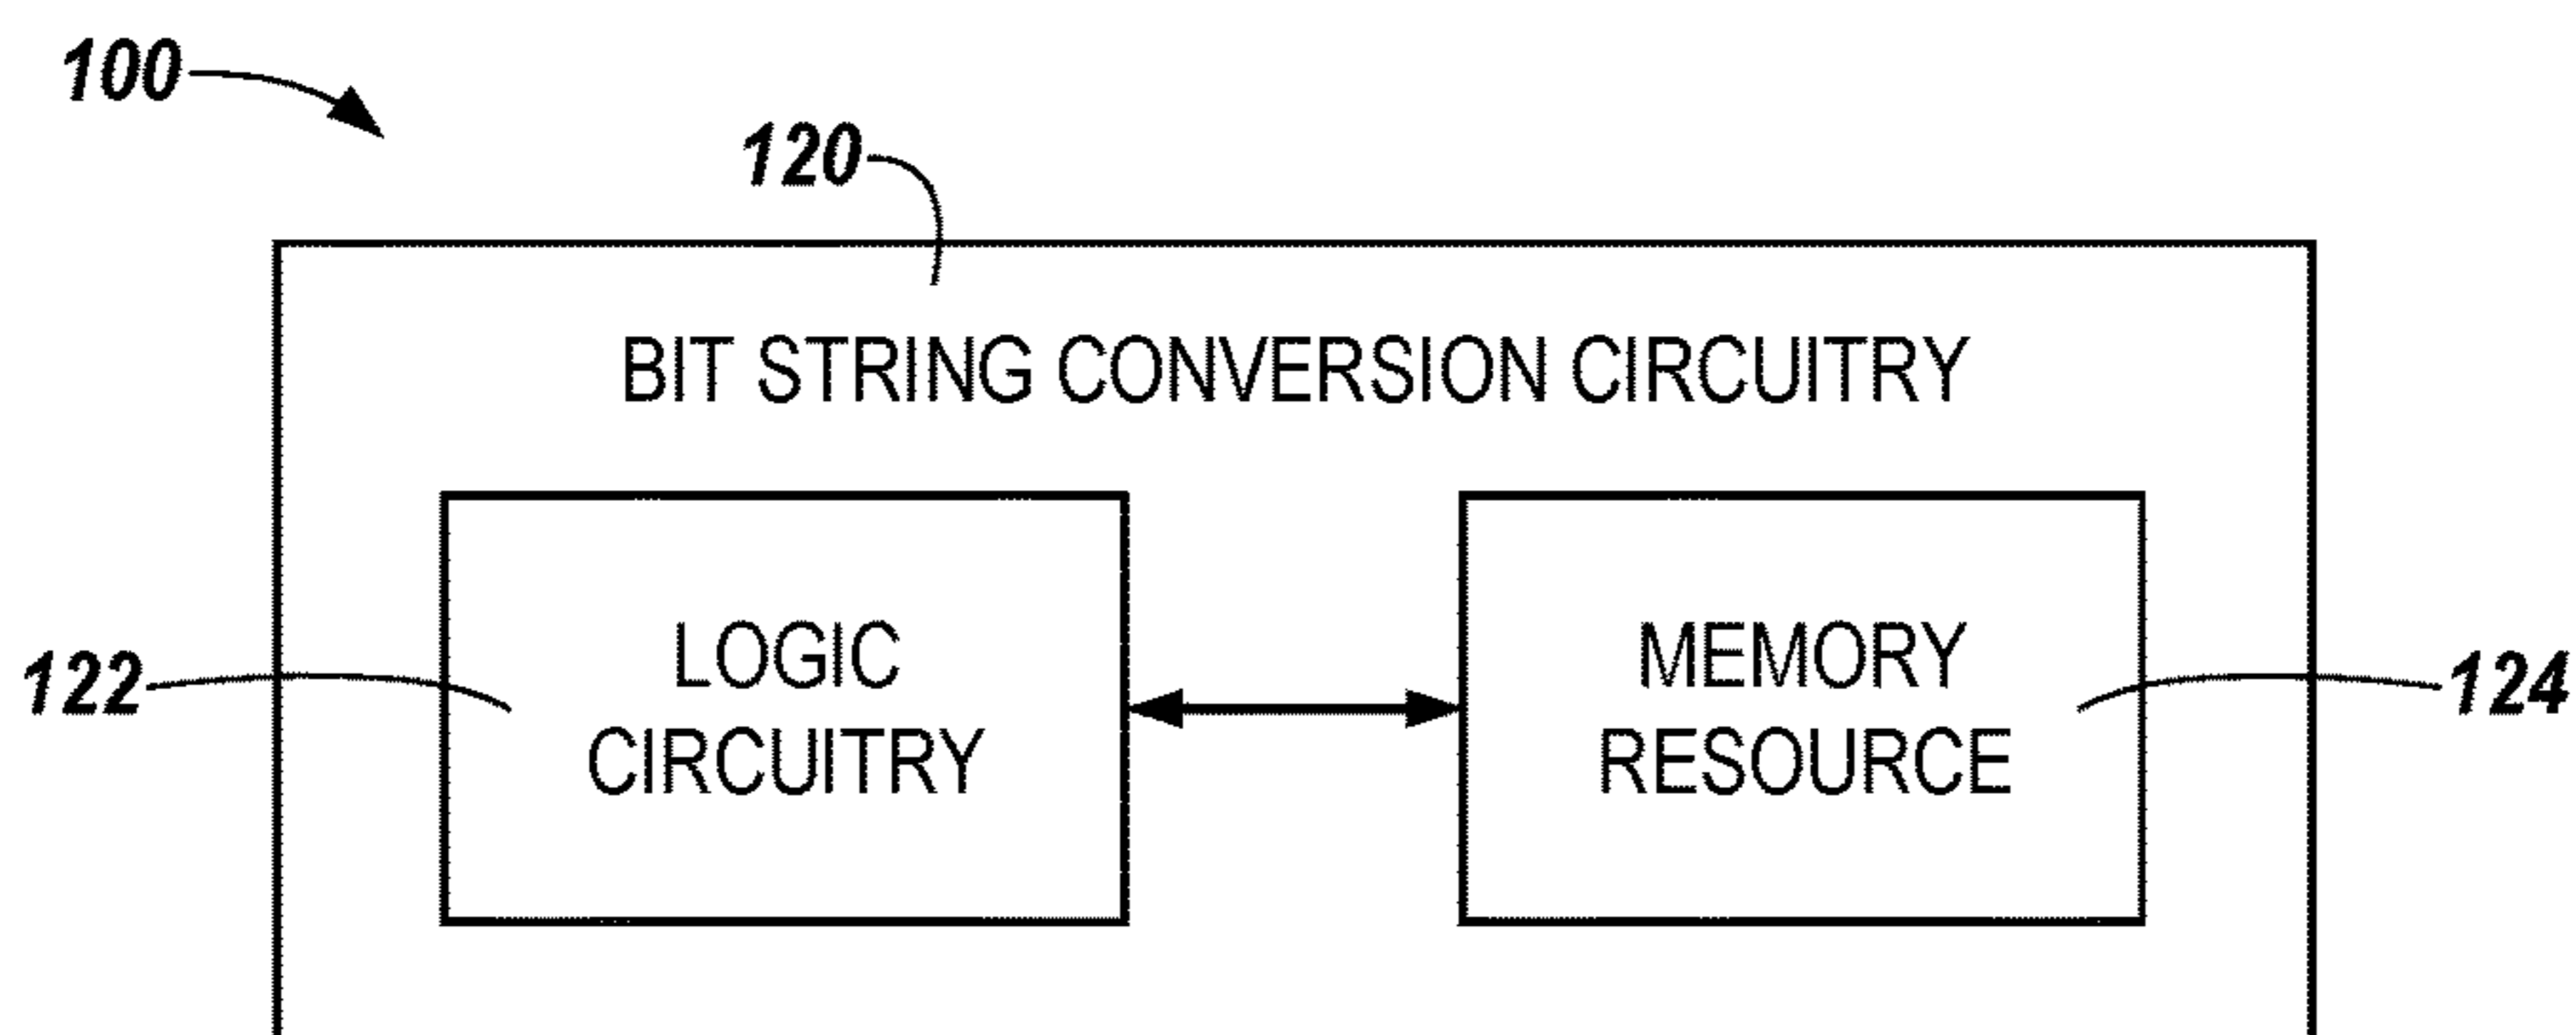 100
120
BIT STRING CONVERSION CIRCUITRY
LOGIC
CIRCUITRY
MEMORY
RESOURCE
122
124